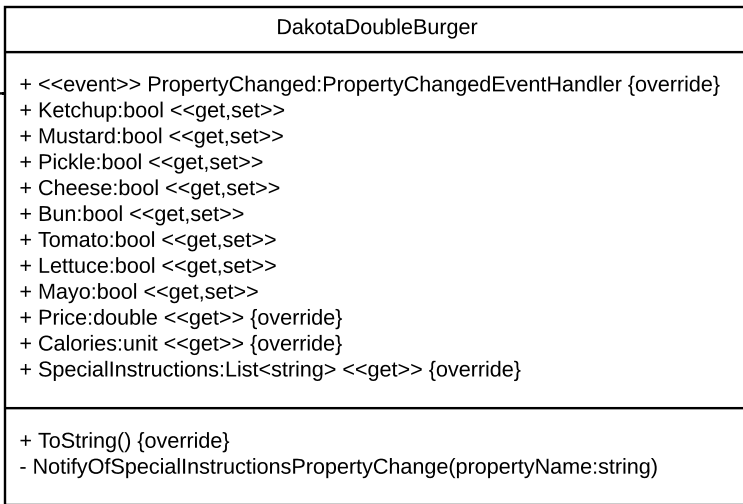 DakotaDoubleBurger
+ <<event>> PropertyChanged:PropertyChangedEventHandler {override}
+ Ketchup:bool <<get,set>>
+ Mustard:bool <<get,set>>
+ Pickle:bool <<get,set>>
+ Cheese:bool <<get,set>>
+ Bun:bool <<get,set>>
+ Tomato:bool <<get,set>>
+ Lettuce:bool <<get,set>>
+ Mayo:bool <<get,set>>
+ Price:double <<get>> {override}
+ Calories:unit <<get>> {override}
+ SpecialInstructions:List<string> <<get>> {override}
+ ToString() {override}
- NotifyOfSpecialInstructionsPropertyChange(propertyName:string)